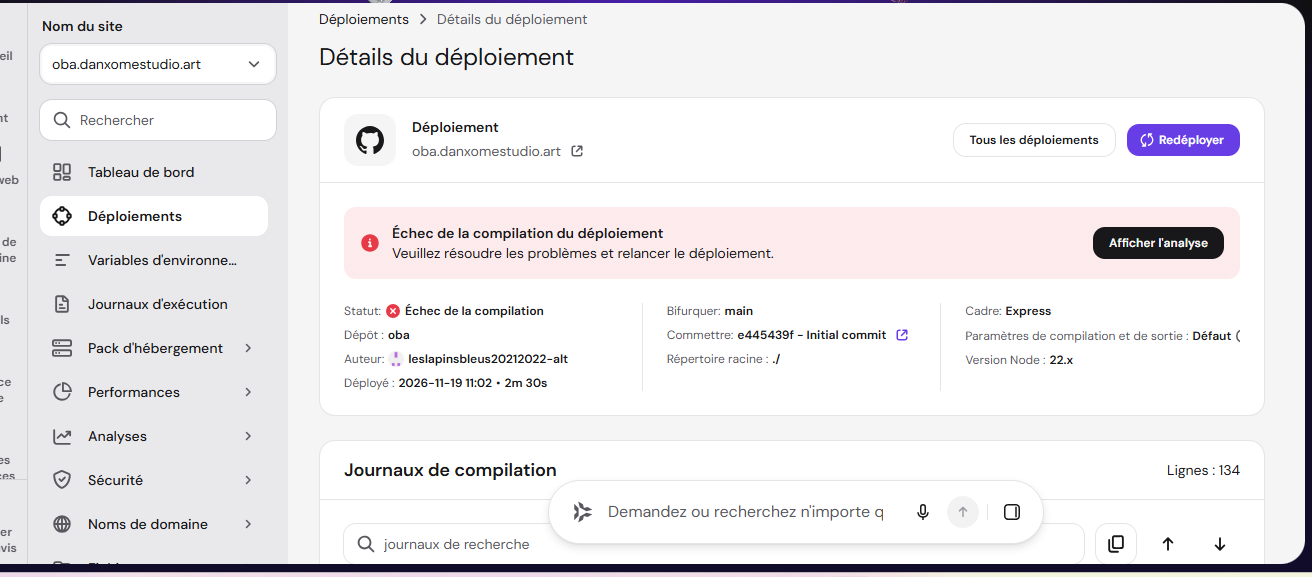 Nom du site
oba.danxomestudio.art
Rechercher
Tableau de bord
Déploiements
Variables d'environne...
Journaux d'exécution
Pack d'hébergement
Performances
Analyses
Sécurité
Noms de domaine
Déploiements > Détails du déploiement
Détails du déploiement
Déploiement
oba.danxomestudio.art
Tous les déploiements
Redéployer
Échec de la compilation du déploiement
Veuillez résoudre les problèmes et relancer le déploiement.
Afficher l'analyse
Statut: Échec de la compilation
Dépôt : oba
Auteur: leslapinsbleus20212022-alt
Déployé : 2026-11-19 11:02 • 2m 30s
Bifurquer: main
Commettre: e445439f - Initial commit
Répertoire racine : ./
Cadre: Express
Paramètres de compilation et de sortie : Défaut (
Version Node : 22.x
Journaux de compilation
Lignes : 134
Demandez ou recherchez n'importe q
journaux de recherche